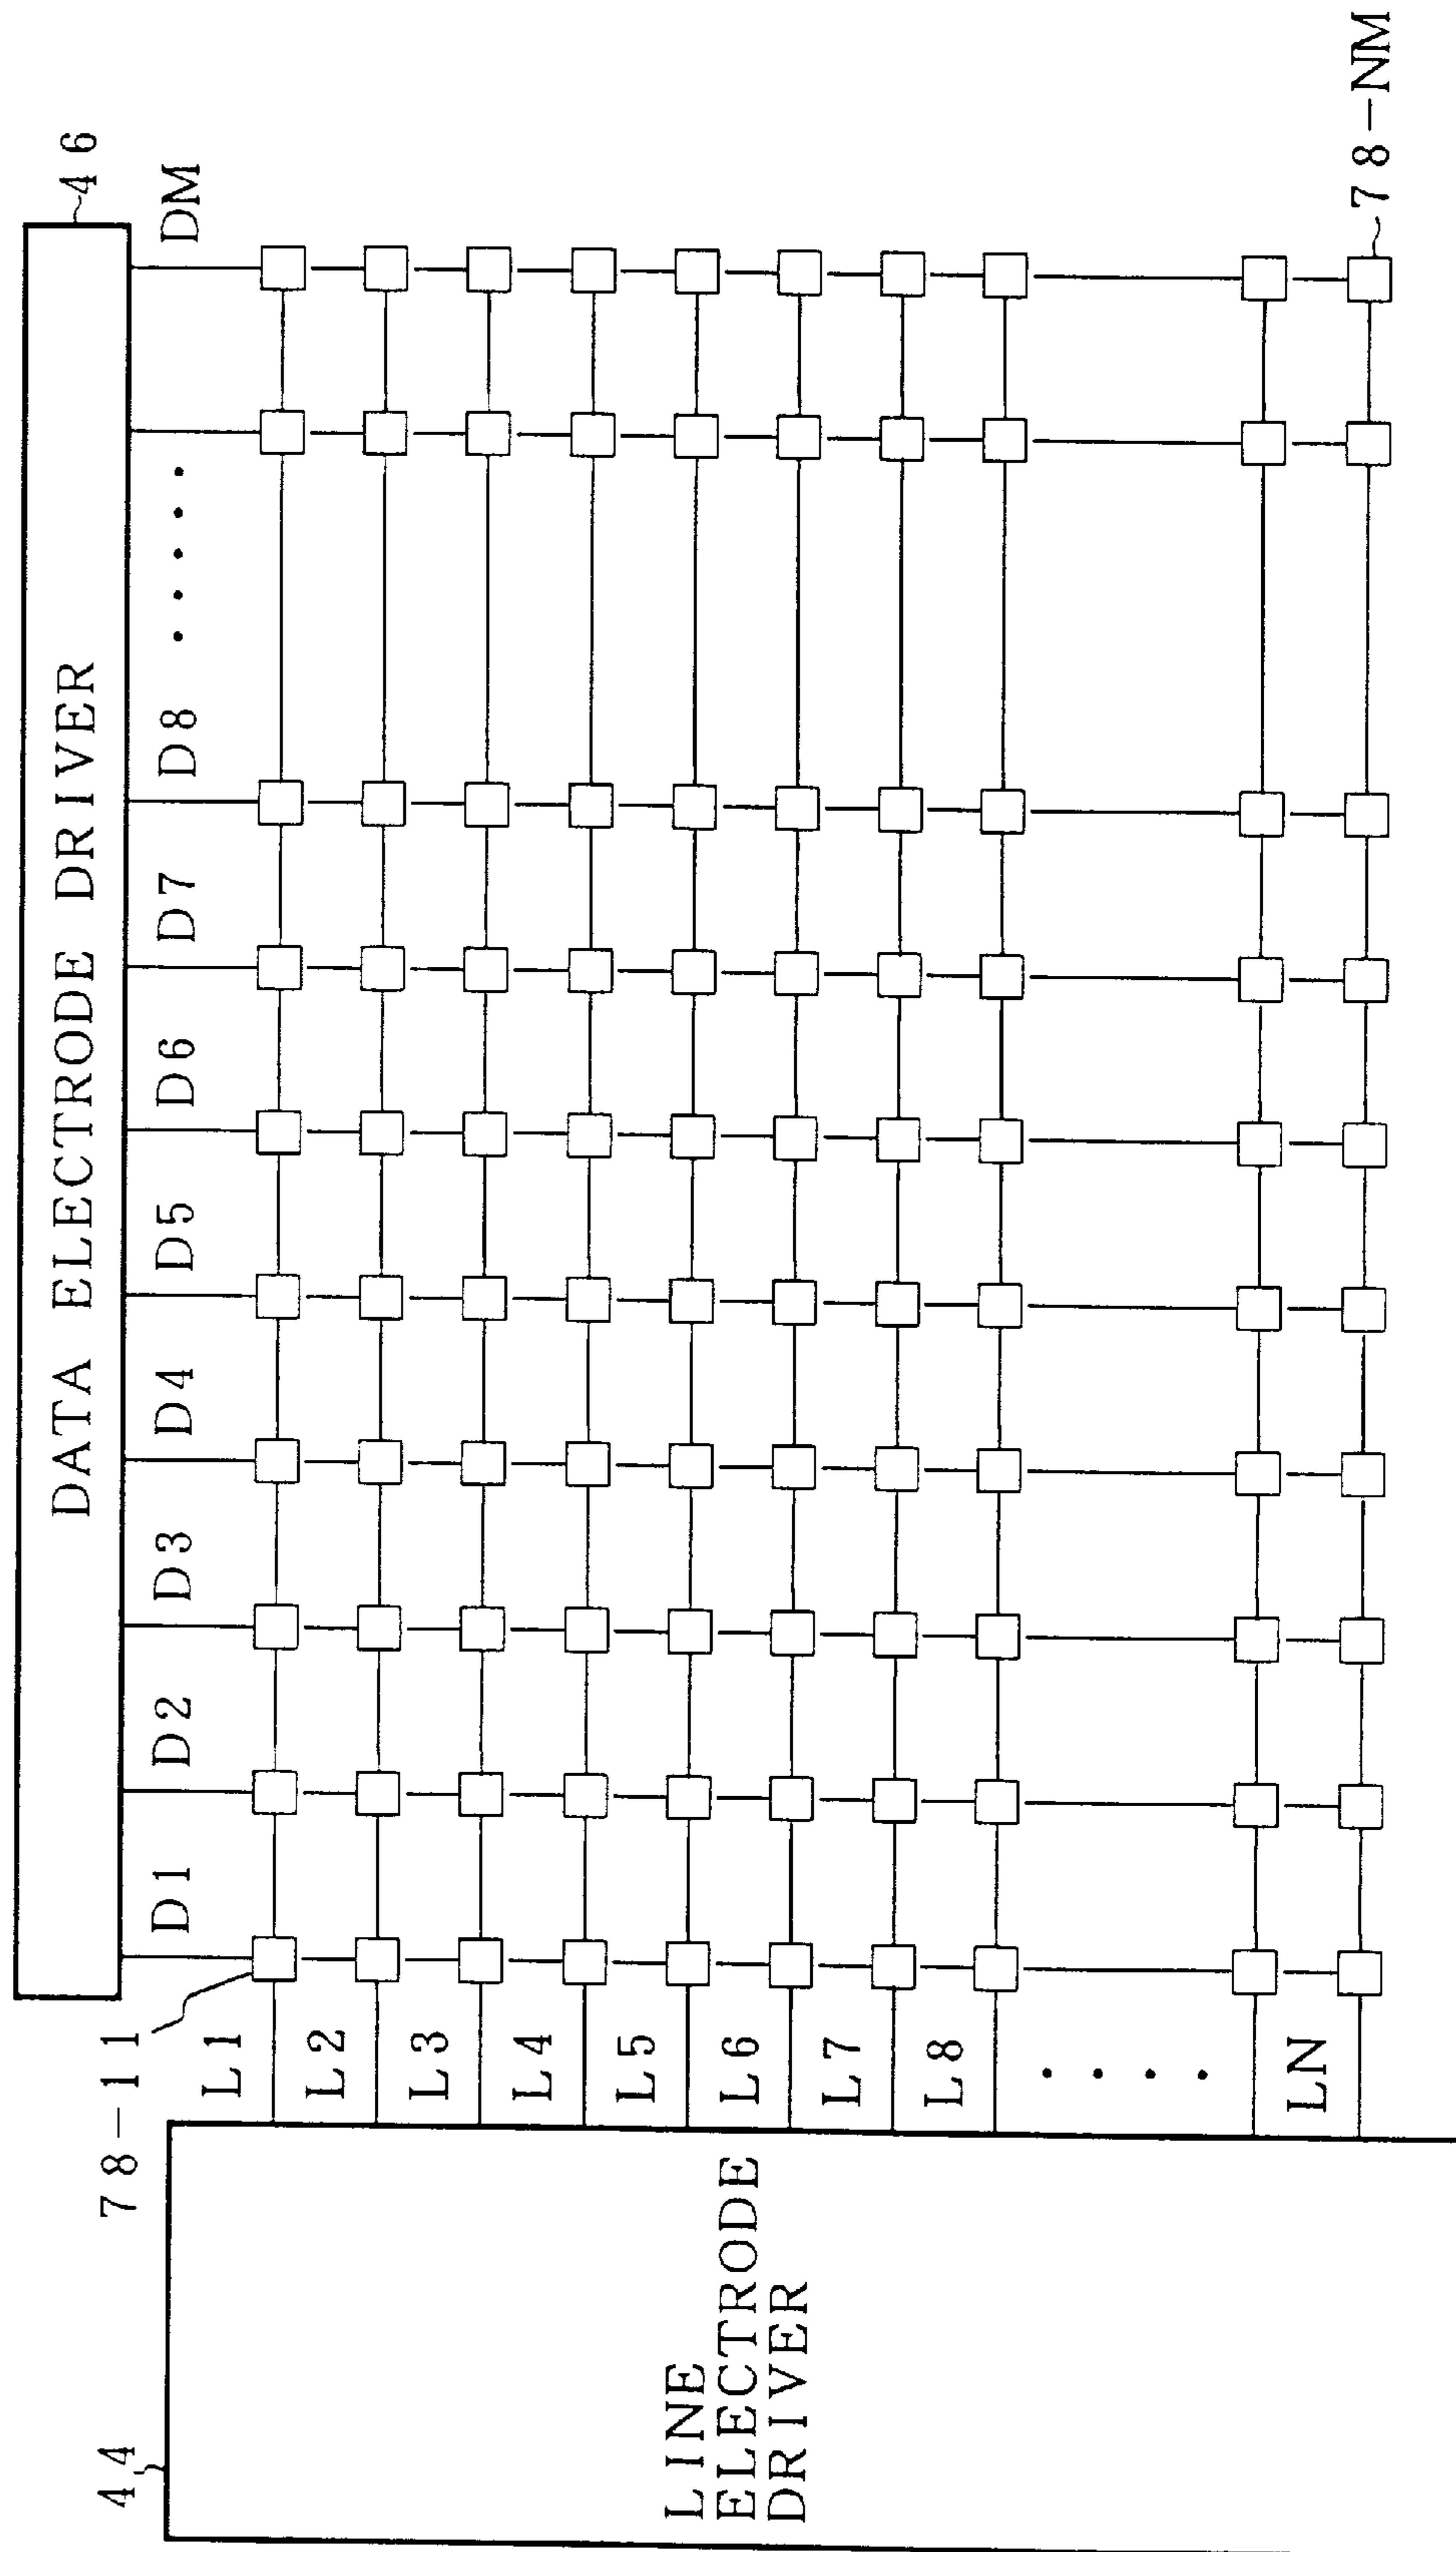 DATA ELECTRODE DRIVER
46
D1 D2 D3 D4 D5 D6 D7 D8 ..... DM
44
78-11
L1
L2
L3
L4
L5
L6
L7
L8
....
LN
LINE
ELECTRODE
DRIVER
78-NM